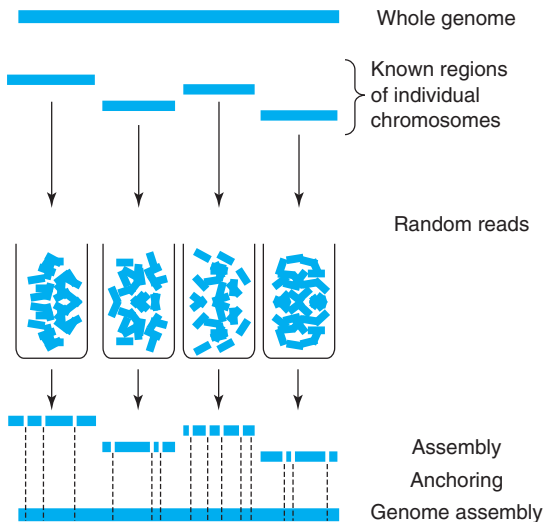 Whole genome
Known regions
of individual
chromosomes
Random reads
Assembly
Anchoring
Genome assembly